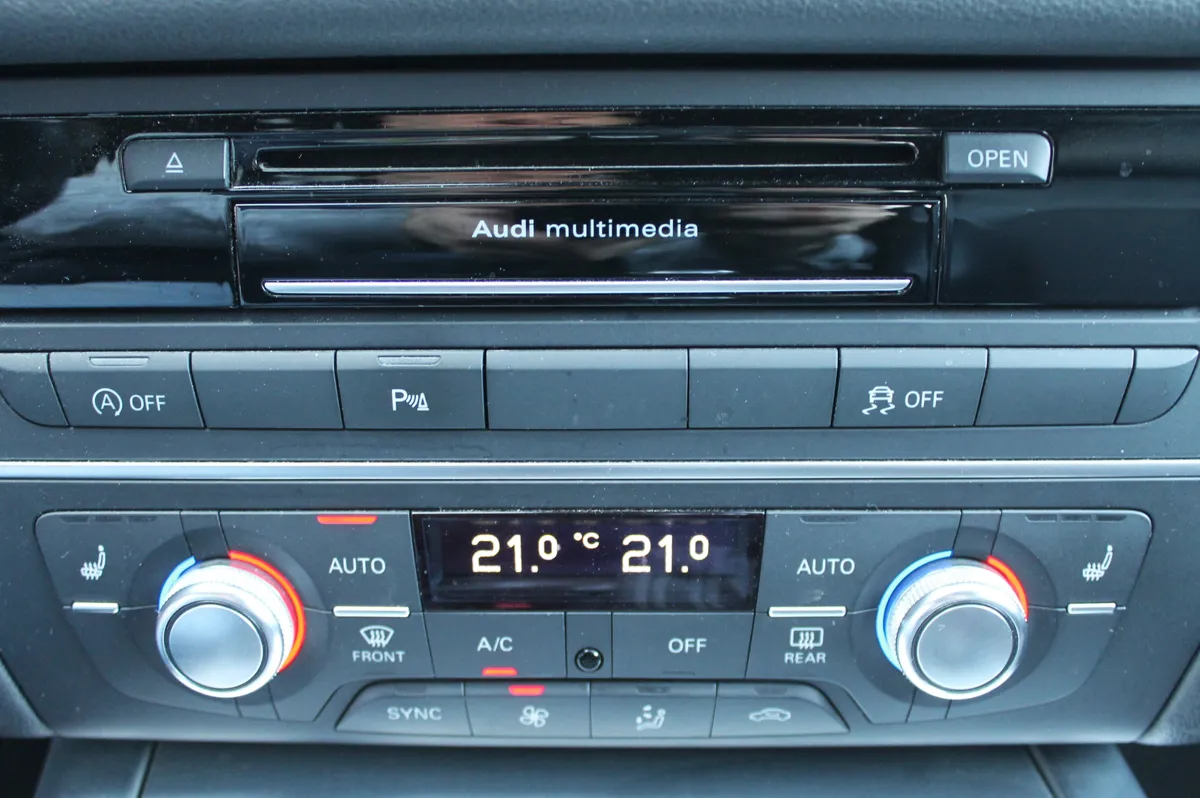 OPEN
Audi multimedia
A OFF
P
OFF
AUTO
21.0 °C 21.0
AUTO
FRONT
A/C
OFF
REAR
SYNC